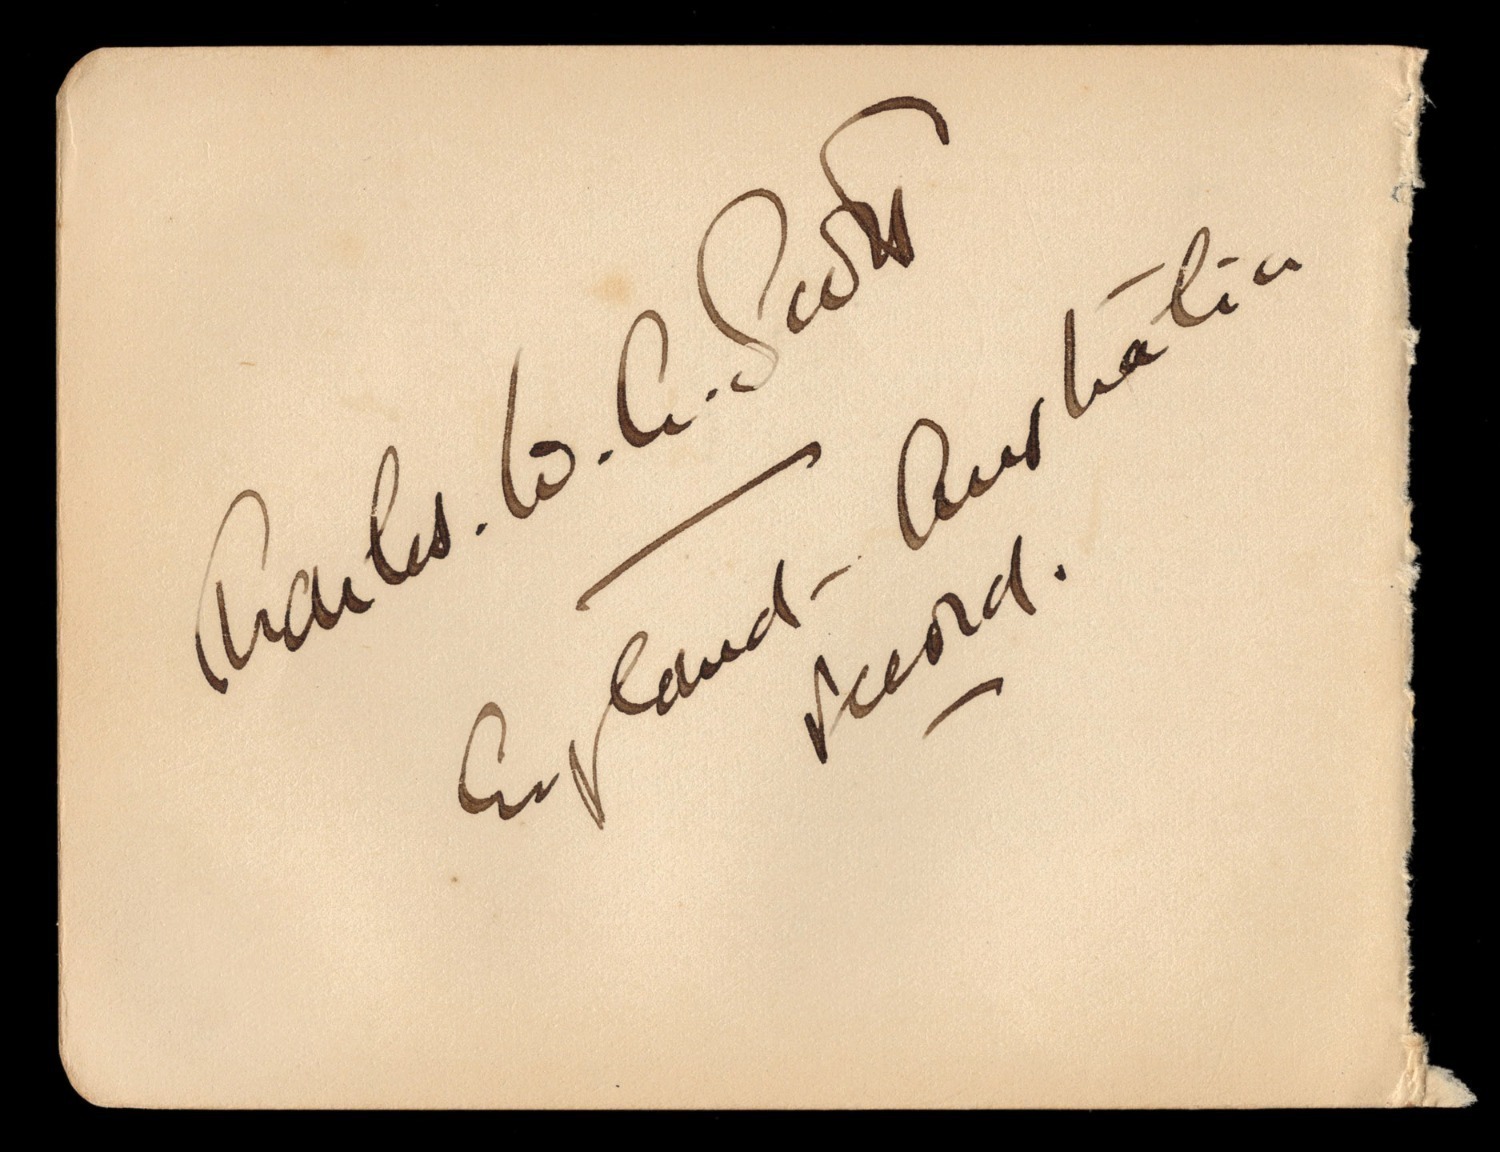 Charles. W. A. Scott
England - Australia
record.